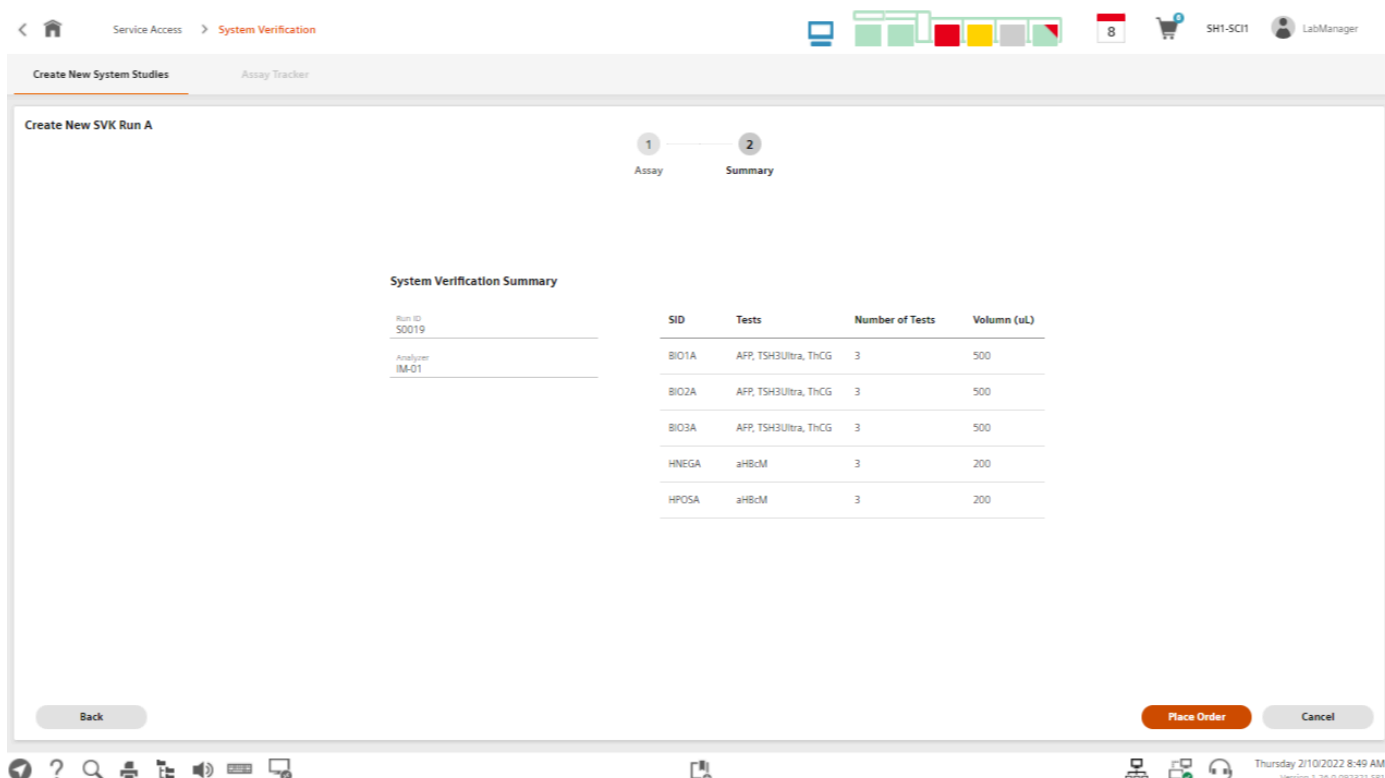 Service Access > System Verification
8
SH1-SCI1
LabManager
Create New System Studies
Assay Tracker
Create New SVK Run A
1
2
Assay
Summary
System Verification Summary
Run ID
S0019
Analyzer
IM-01
SID Tests Number of Tests Volumn (uL)
BIO1A AFP, TSH3Ultra, ThCG 3 500
BIO2A AFP, TSH3Ultra, ThCG 3 500
BIO3A AFP, TSH3Ultra, ThCG 3 500
HNEGA aHBcM 3 200
HPOSA aHBcM 3 200
Back
Place Order
Cancel
Thursday 2/10/2022 8:49 AM